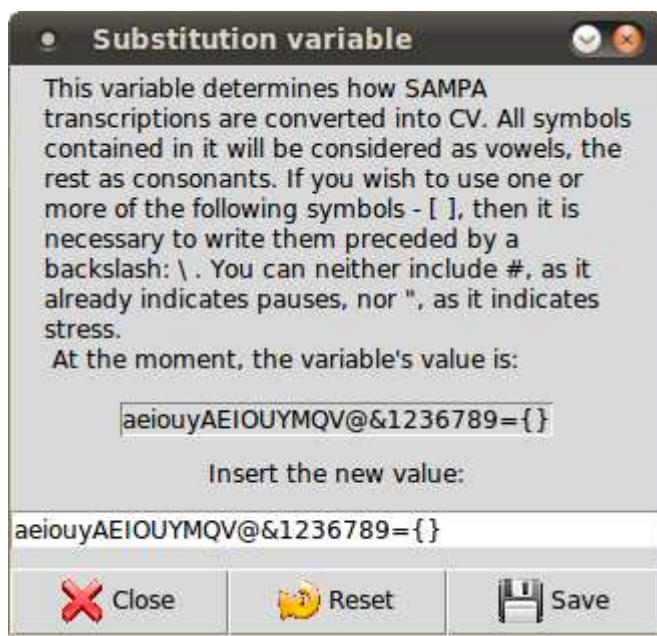 Substitution variable
This variable determines how SAMPA
transcriptions are converted into CV. All symbols
contained in it will be considered as vowels, the
rest as consonants. If you wish to use one or
more of the following symbols - [ ], then it is
necessary to write them preceded by a
backslash: \ . You can neither include #, as it
already indicates pauses, nor ", as it indicates
stress.
At the moment, the variable's value is:
aeiouyAEIOUYMQV@&1236789={}
Insert the new value:
aeiouyAEIOUYMQV@&1236789={}
Close Reset Save